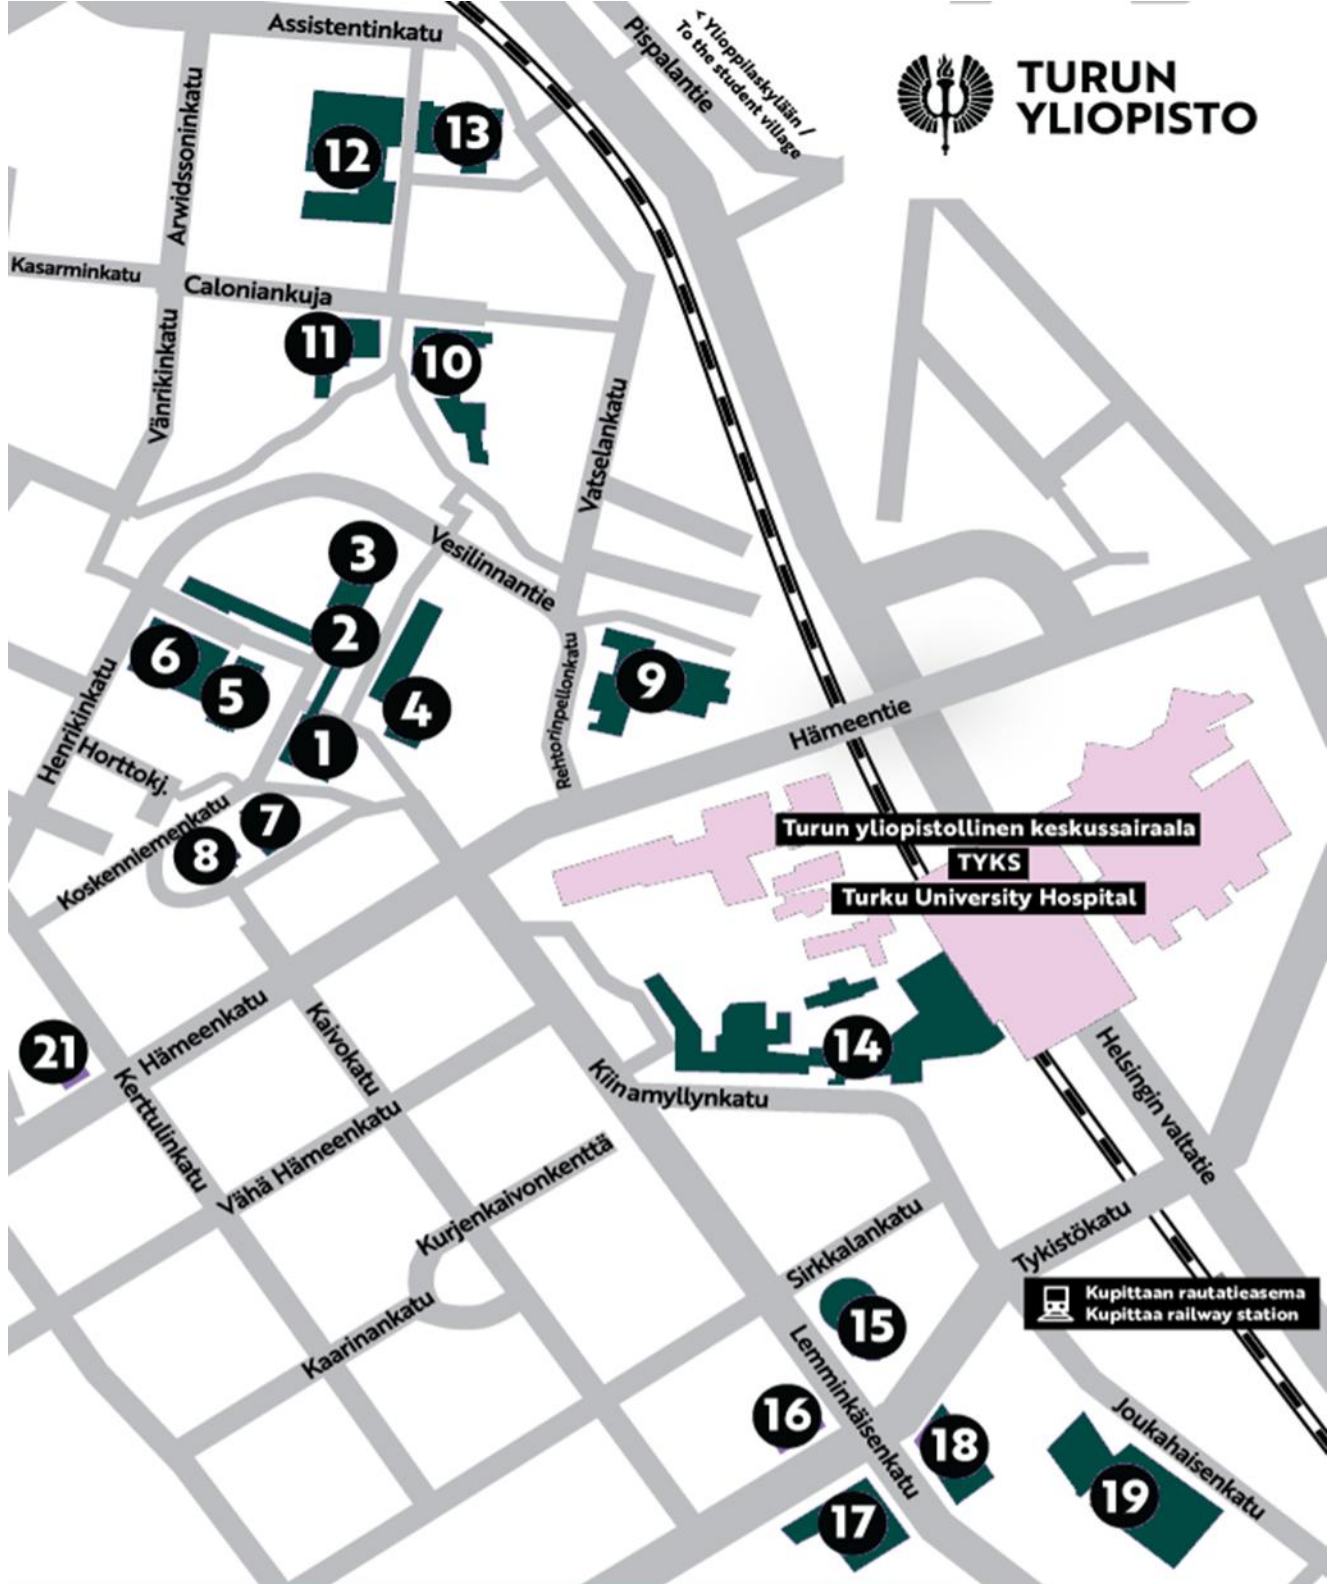 Assistentinkatu
Pispalantie
< Ylioppilaskylään /
To the student village
TURUN
YLIOPISTO
Arwidssoninkatu
12
13
Kasarminkatu
Caloniankuja
Vänrikinkatu
11
10
Vatselankatu
3
Vesilinnantie
2
6
5
4
9
1
Henrikinkatu
Rehtorinpellonkatu
Hämeentie
Horttokj.
7
8
Koskenniemenkatu
Turun yliopistollinen keskussairaala
TYKS
Turku University Hospital
21
Hämeenkatu
Kaivokatu
14
Kiinamyllynkatu
Helsingin valtatie
Kerttulinkatu
Vähä Hämeenkatu
Kurjenkaivonkenttä
Sirkkalankatu
Tykistökatu
Kaarinankatu
Kupittaan rautatieasema
Kupittaa railway station
15
Lemminkäisenkatu
16
18
Joukahaisenkatu
19
17